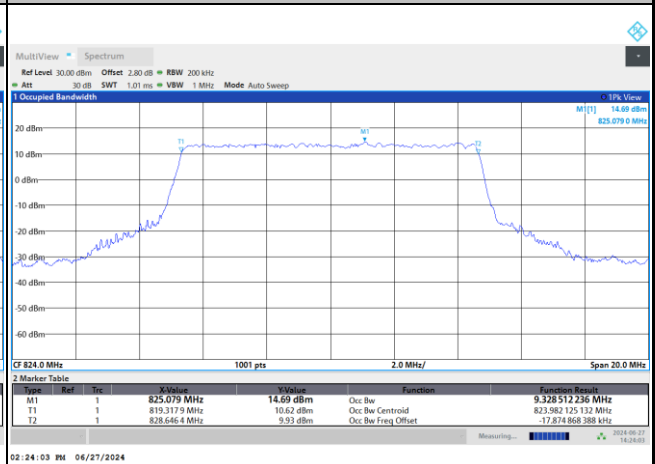 MultiView Spectrum
Ref Level 30.00 dBm Offset 2.80 dB RBW 200 kHz
Att 30 dB SWT 1.01 ms VBW 1 MHz Mode Auto Sweep
1 Occupied Bandwidth 1Pk View
M1[1] 14.69 dBm
825.079 0 MHz
20 dBm
M1
T1
T2
10 dBm
0 dBm
-10 dBm
-20 dBm
-30 dBm
-40 dBm
-50 dBm
-60 dBm
CF 824.0 MHz 1001 pts 2.0 MHz/ Span 20.0 MHz
2 Marker Table
Type Ref Trc X-Value Y-Value Function Function Result
M1 1 825.079 MHz 14.69 dBm Occ Bw 9.328 512 236 MHz
T1 1 819.317 9 MHz 10.62 dBm Occ Bw Centroid 823.982 125 132 MHz
T2 1 828.646 4 MHz 9.93 dBm Occ Bw Freq Offset -17.874 868 388 kHz
Measuring... 2024-06-27
14:24:03
02:24:03 PM 06/27/2024